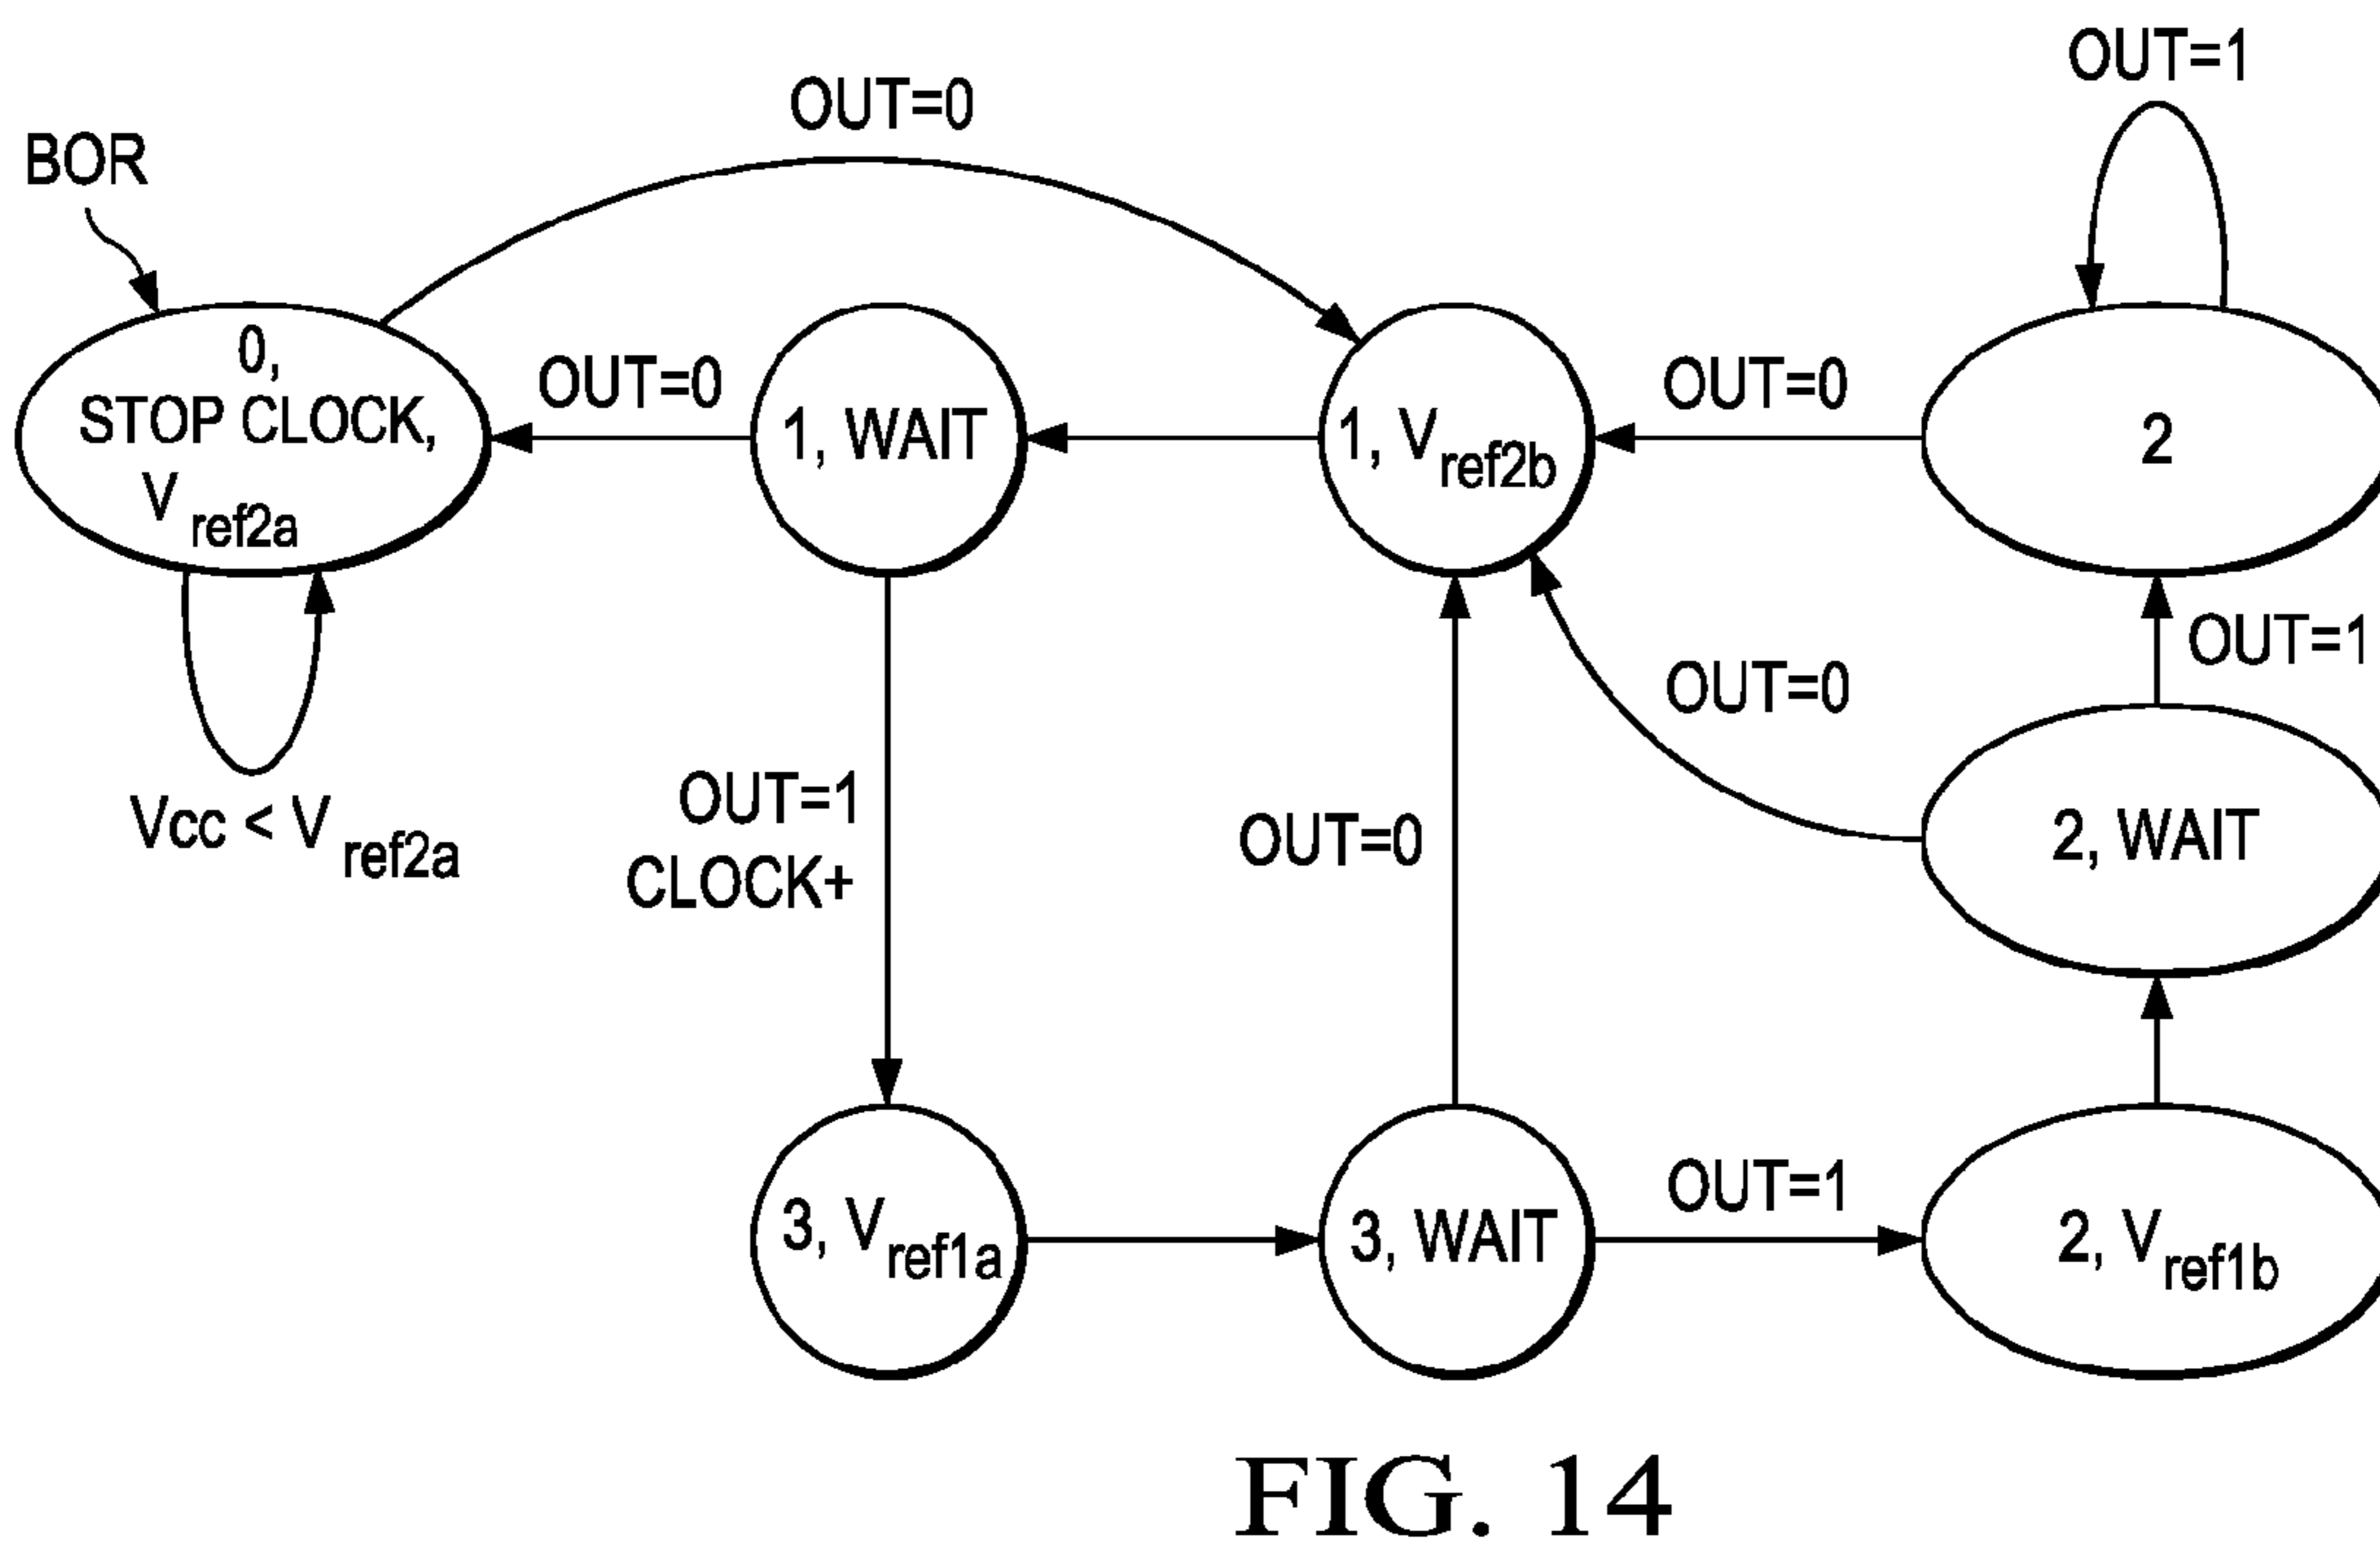 OUT=1
OUT=0
BOR
0,
STOP CLOCK,
V ref2a
OUT=0
1, WAIT
1, Vref2b
OUT=0
2
OUT=1
OUT=0
Vcc < Vref2a
OUT=1
CLOCK+
OUT=0
2, WAIT
3, Vref1a
3, WAIT
OUT=1
2, Vref1b
FIG. 14